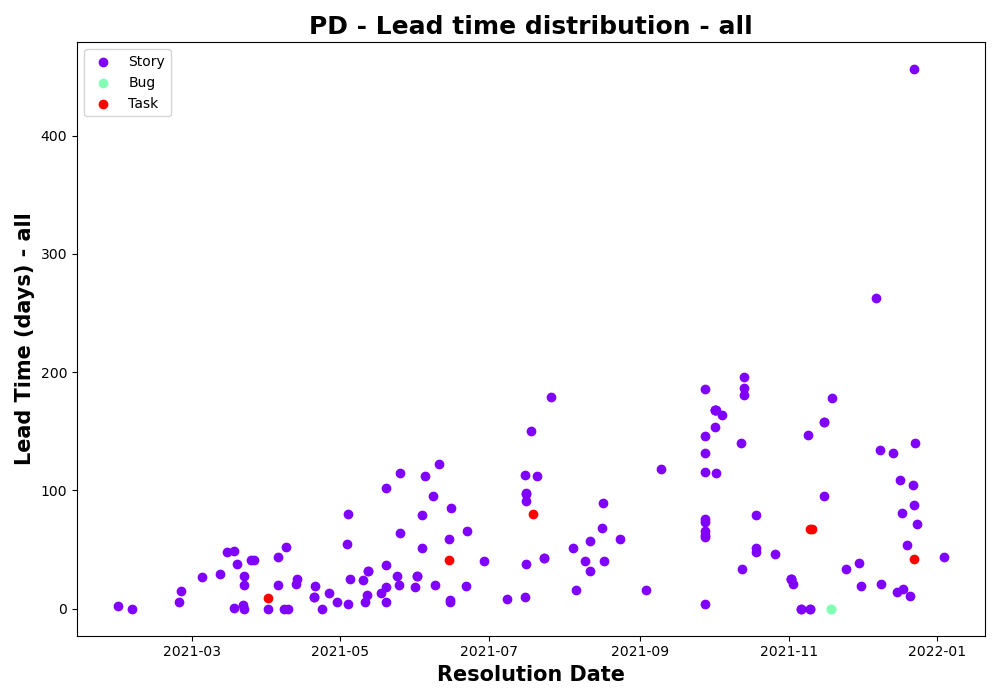 PD - Lead time distribution - all
Story
Bug
Task
Lead Time (days) - all
400
300
200
100
0
2021-03 2021-05 2021-07 2021-09 2021-11 2022-01
Resolution Date